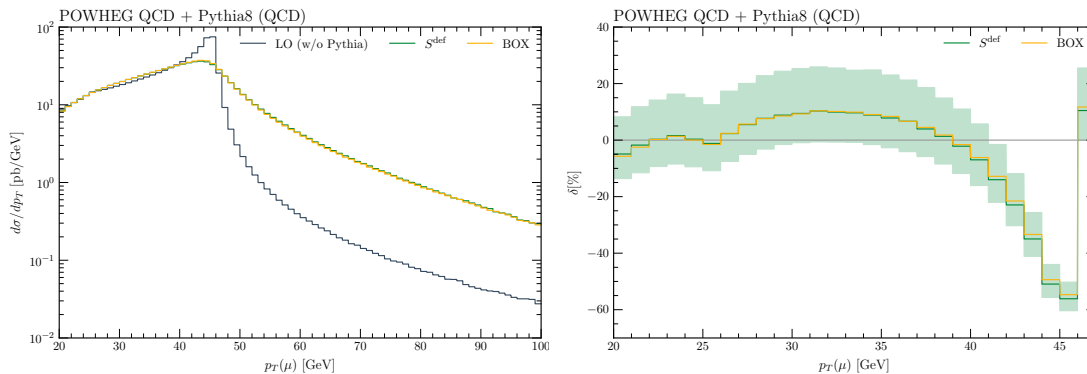 POWHEG QCD + Pythia8 (QCD)
LO (w/o Pythia)
S^def
BOX
dσ/dp_T [pb/GeV]
10^2
10^1
10^0
10^−1
10^−2
20 30 40 50 60 70 80 90 100
p_T(μ) [GeV]
POWHEG QCD + Pythia8 (QCD)
S^def
BOX
δ[%]
40
20
0
−20
−40
−60
20 25 30 35 40 45
p_T(μ) [GeV]